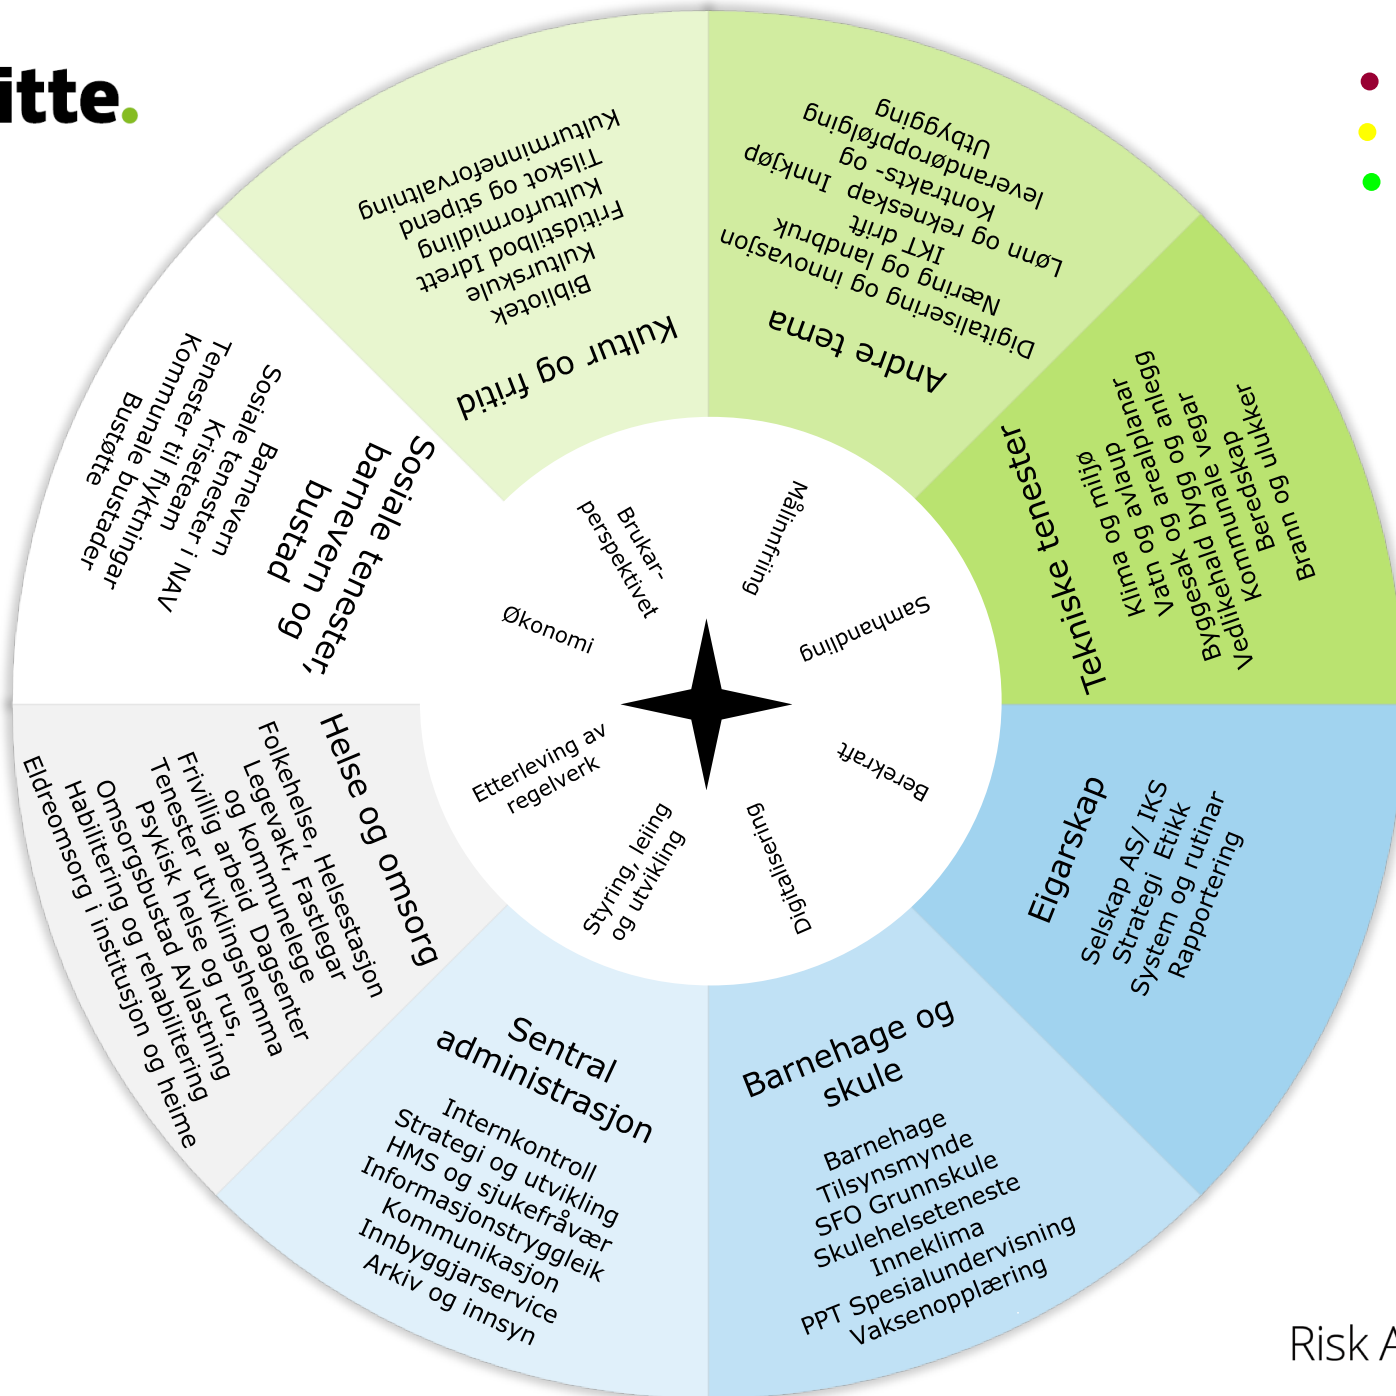 itte.
Kultur og fritid
Bibliotek
Kulturskule
Fritidstilbod Idrett
Kulturformidling
Tilskot og stipend
Kulturminneforvaltning
Andre tema
Digitalisering og innovasjon
Næring og landbruk
IKT drift
Lønn og rekneskap Innkjøp
Kontrakts- og
leverandøroppfølging
Utbygging
Tekniske tenester
Klima og miljø
Vatn og avlaup
Byggesak og arealplanar
Vedlikehald bygg og anlegg
Kommunale vegar
Beredskap
Brann og ulukker
Eigarskap
Selskap AS/ IKS
Strategi Etikk
System og rutinar
Rapportering
Barnehage og
skule
Barnehage
Tilsynsmynde
SFO Grunnskule
Skulehelseteneste
Inneklima
PPT Spesialundervisning
Vaksenopplæring
Sentral
administrasjon
Internkontroll
Strategi og utvikling
HMS og sjukefråvær
Informasjonstryggleik
Kommunikasjon
Innbyggjarservice
Arkiv og innsyn
Helse og omsorg
Folkehelse, Helsestasjon
Legevakt, Fastlegar
og kommunelege
Frivillig arbeid Dagsenter
Tenester utviklingshemma
Psykisk helse og rus,
Omsorgsbustad Avlastning
Habilitering og rehabilitering
Eldreomsorg i institusjon og heime
Sosiale tenester,
barnevern og
bustad
Barnevern
Sosiale tenester i NAV
Kriseteam
Tenester til flyktningar
Kommunale bustader
Bustøtte
Brukar-
perspektivet
Målinnfriing
Samhandling
Berekraft
Digitalisering
Styring, leiing
og utvikling
Etterleving av
regelverk
Økonomi
Risk A